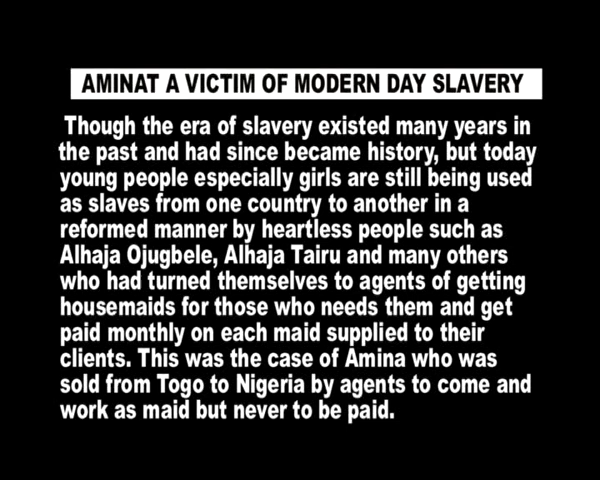 AMINAT A VICTIM OF MODERN DAY SLAVERY
Though the era of slavery existed many years in
the past and had since became history, but today
young people especially girls are still being used
as slaves from one country to another in a
reformed manner by heartless people such as
Alhaja Ojugbele, Alhaja Tairu and many others
who had turned themselves to agents of getting
housemaids for those who needs them and get
paid monthly on each maid supplied to their
clients. This was the case of Amina who was
sold from Togo to Nigeria by agents to come and
work as maid but never to be paid.